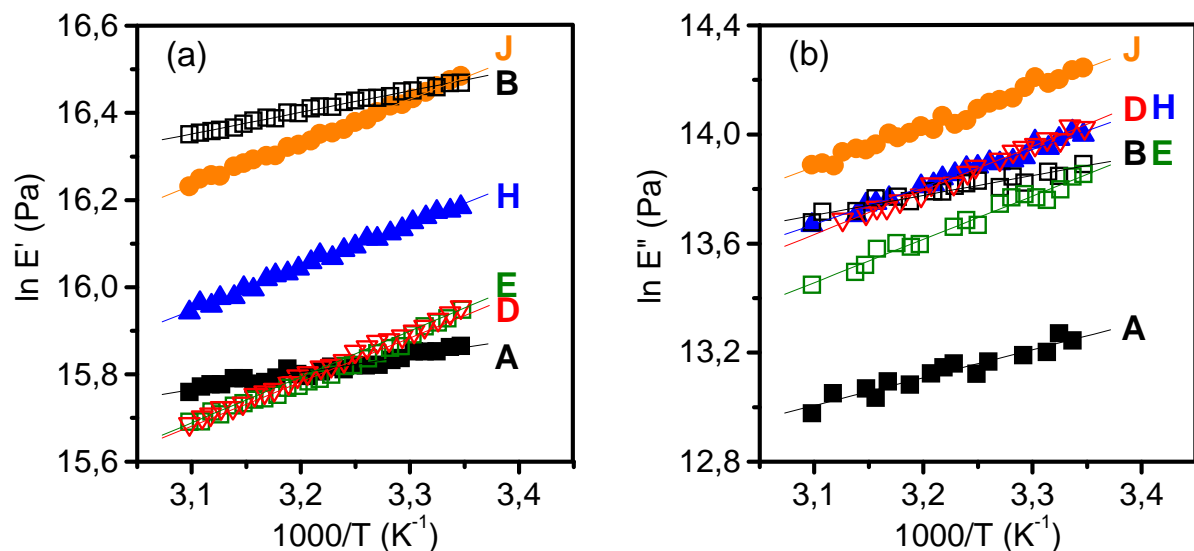 (a)
16,6
16,4
16,2
16,0
15,8
15,6
ln E' (Pa)
J
B
H
E
D
A
3,1 3,2 3,3 3,4
1000/T (K⁻¹)
(b)
14,4
14,0
13,6
13,2
12,8
ln E" (Pa)
J
D H
B E
A
3,1 3,2 3,3 3,4
1000/T (K⁻¹)